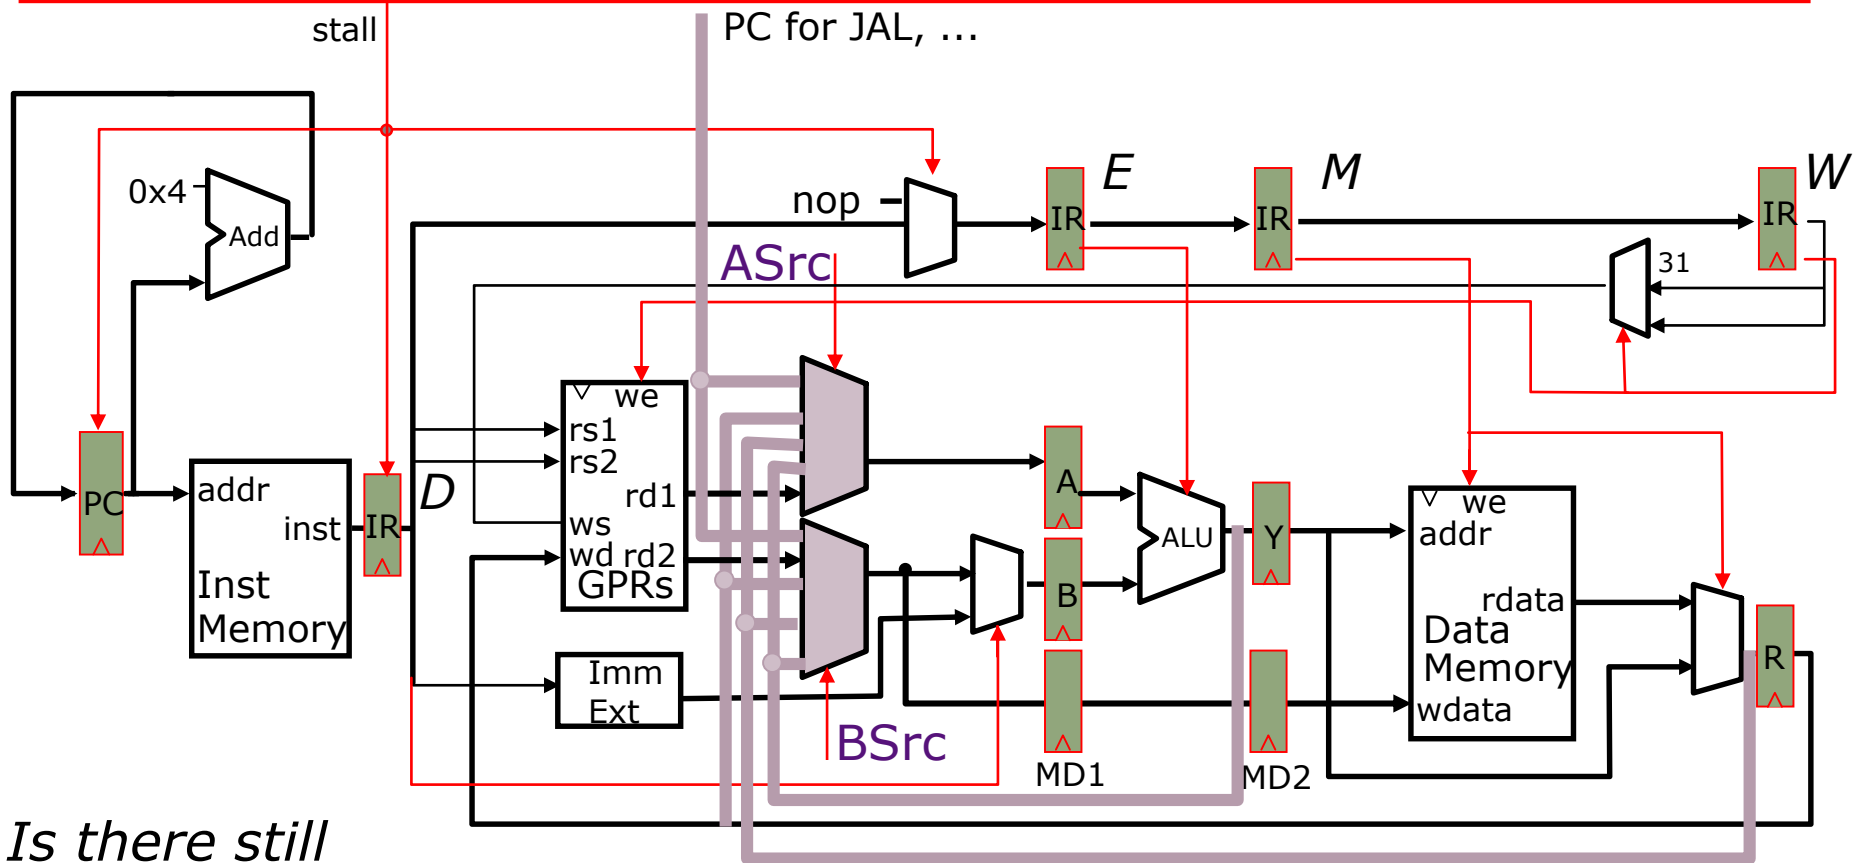 stall
PC for JAL, ...
0x4
Add
nop
E
M
W
IR
IR
IR
ASrc
31
we
rs1
rs2
rd1
ws
wd rd2
GPRs
PC
addr
inst
Inst
Memory
IR
D
A
B
ALU
Y
we
addr
rdata
Data
Memory
wdata
R
Imm
Ext
BSrc
MD1
MD2
Is there still